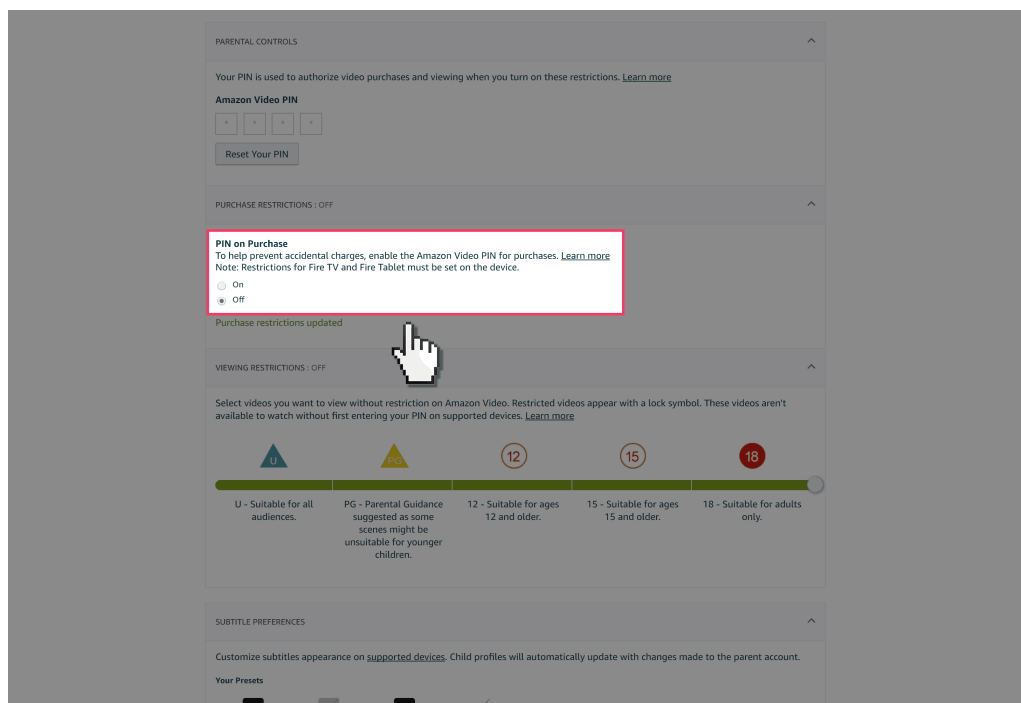 PARENTAL CONTROLS
Your PIN is used to authorize video purchases and viewing when you turn on these restrictions. Learn more
Amazon Video PIN
* * * *
Reset Your PIN
PURCHASE RESTRICTIONS : OFF
PIN on Purchase
To help prevent accidental charges, enable the Amazon Video PIN for purchases. Learn more
Note: Restrictions for Fire TV and Fire Tablet must be set on the device.
On
Off
Purchase restrictions updated
VIEWING RESTRICTIONS : OFF
Select videos you want to view without restriction on Amazon Video. Restricted videos appear with a lock symbol. These videos aren't
available to watch without first entering your PIN on supported devices. Learn more
U PG 12 15 18
U - Suitable for all
audiences.
PG - Parental Guidance
suggested as some
scenes might be
unsuitable for younger
children.
12 - Suitable for ages
12 and older.
15 - Suitable for ages
15 and older.
18 - Suitable for adults
only.
SUBTITLE PREFERENCES
Customize subtitles appearance on supported devices. Child profiles will automatically update with changes made to the parent account.
Your Presets